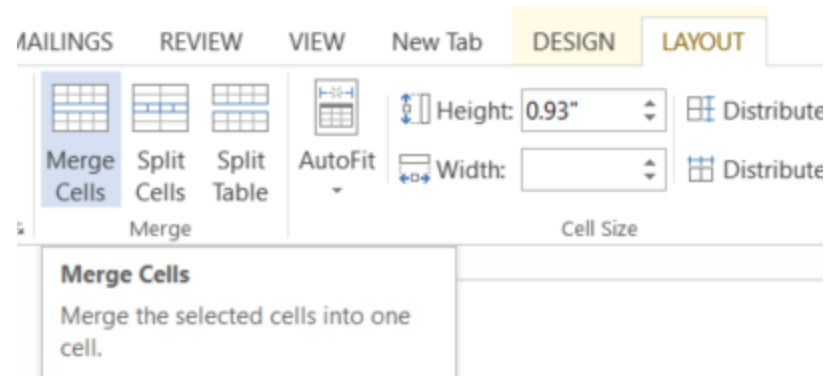 MAILINGS REVIEW VIEW New Tab DESIGN LAYOUT
Merge Cells
Split Cells
Split Table
AutoFit
Height: 0.93"
Width:
Distribute
Distribute
Merge
Cell Size
Merge Cells
Merge the selected cells into one
cell.